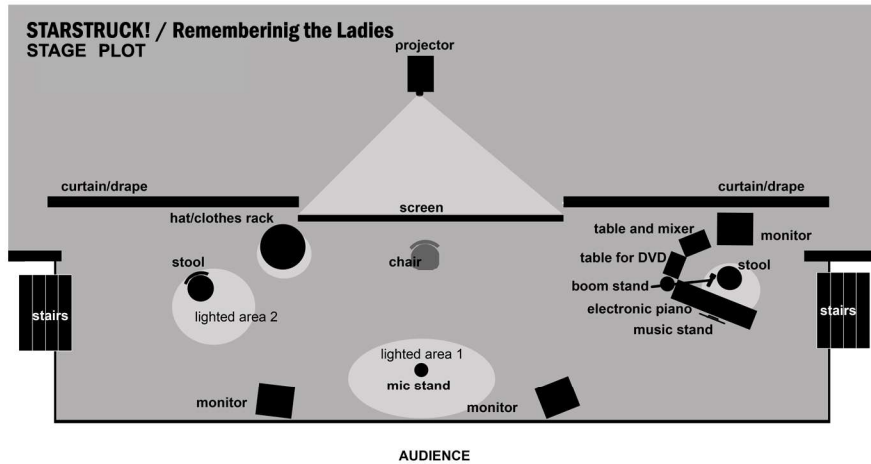 STARSTRUCK! / Rememberinig the Ladies
STAGE PLOT
projector
curtain/drape
curtain/drape
screen
hat/clothes rack
table and mixer
monitor
stool
chair
table for DVD
stool
boom stand
stairs
lighted area 2
electronic piano
stairs
music stand
lighted area 1
mic stand
monitor
monitor
AUDIENCE